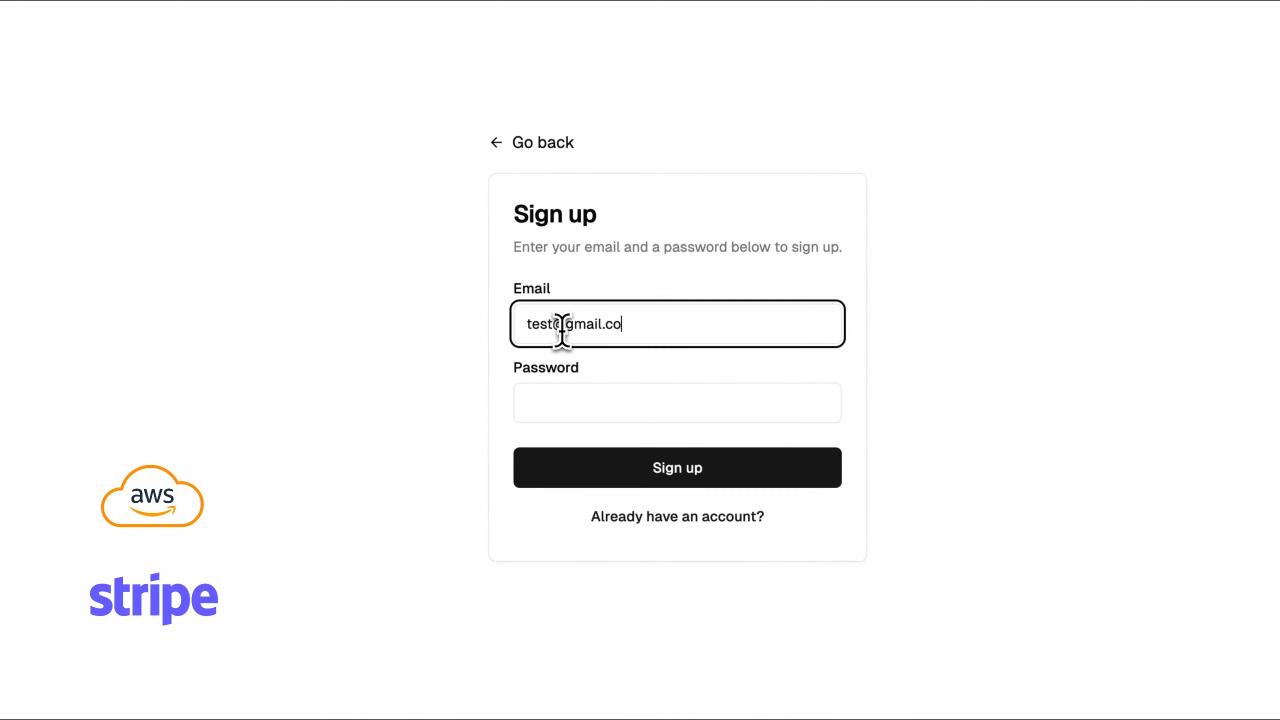 Go back
Sign up
Enter your email and a password below to sign up.
Email
test@gmail.co
Password
Sign up
Already have an account?
aws
stripe